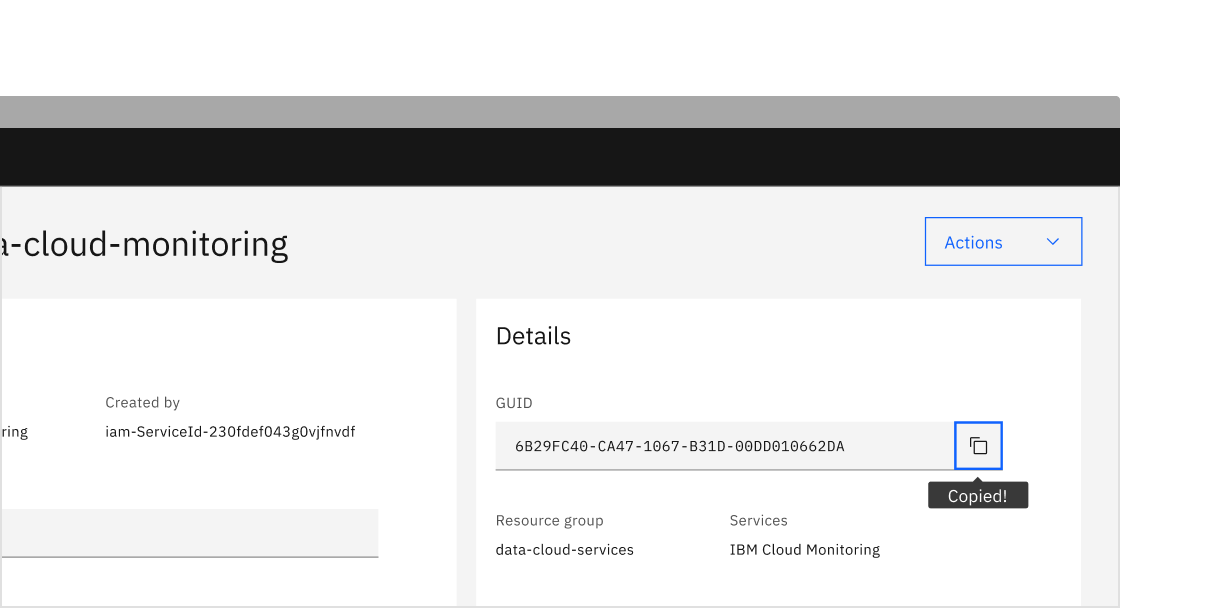 a-cloud-monitoring
Actions
Details
Created by
GUID
ring
iam-ServiceId-230fdef043g0vjfnvdf
6B29FC40-CA47-1067-B31D-00DD010662DA
Copied!
Resource group
Services
data-cloud-services
IBM Cloud Monitoring